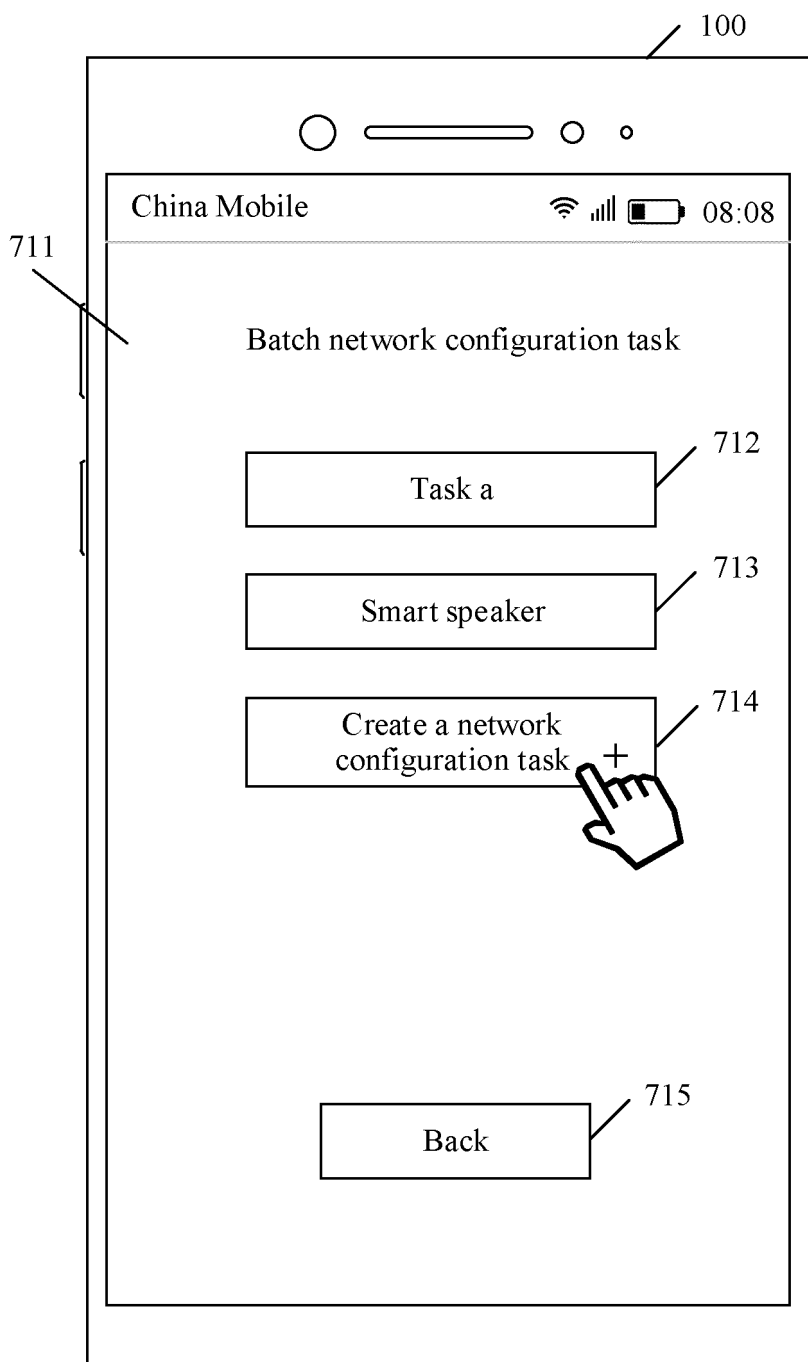 100
China Mobile 08:08
711
Batch network configuration task
712
Task a
713
Smart speaker
714
Create a network
configuration task +
715
Back